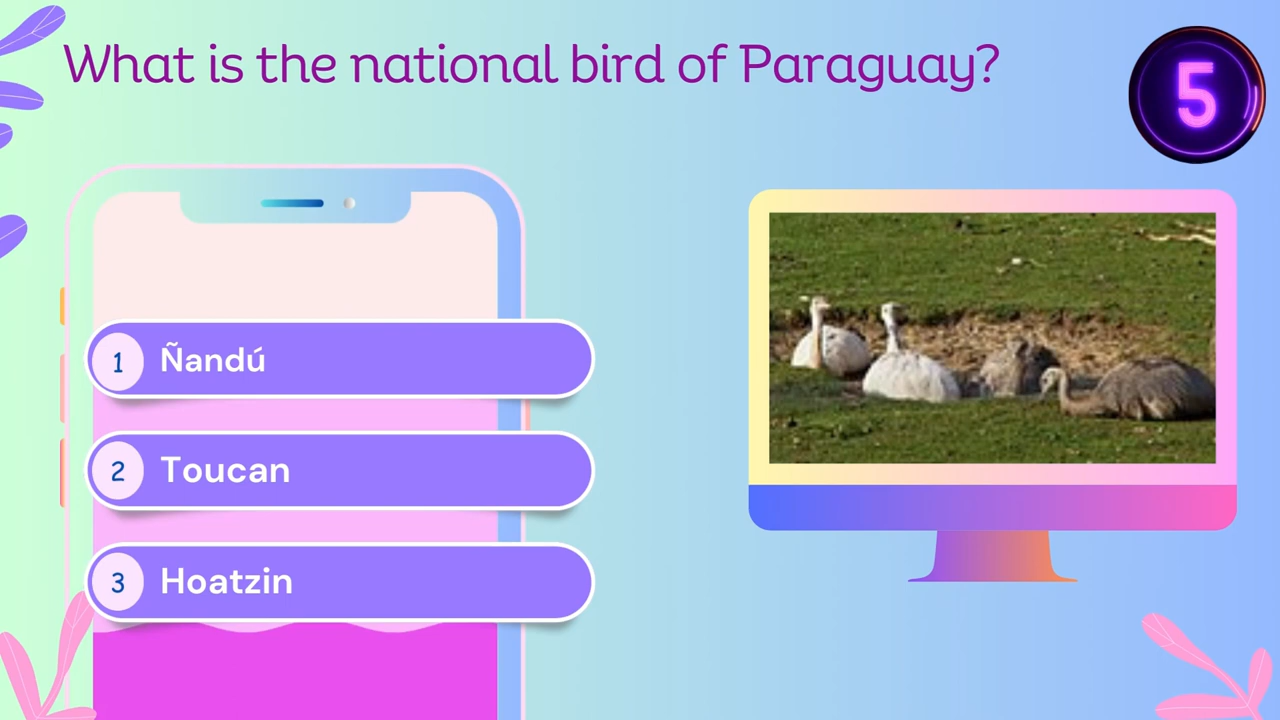 What is the national bird of Paraguay?
5
1 Ñandú
2 Toucan
3 Hoatzin